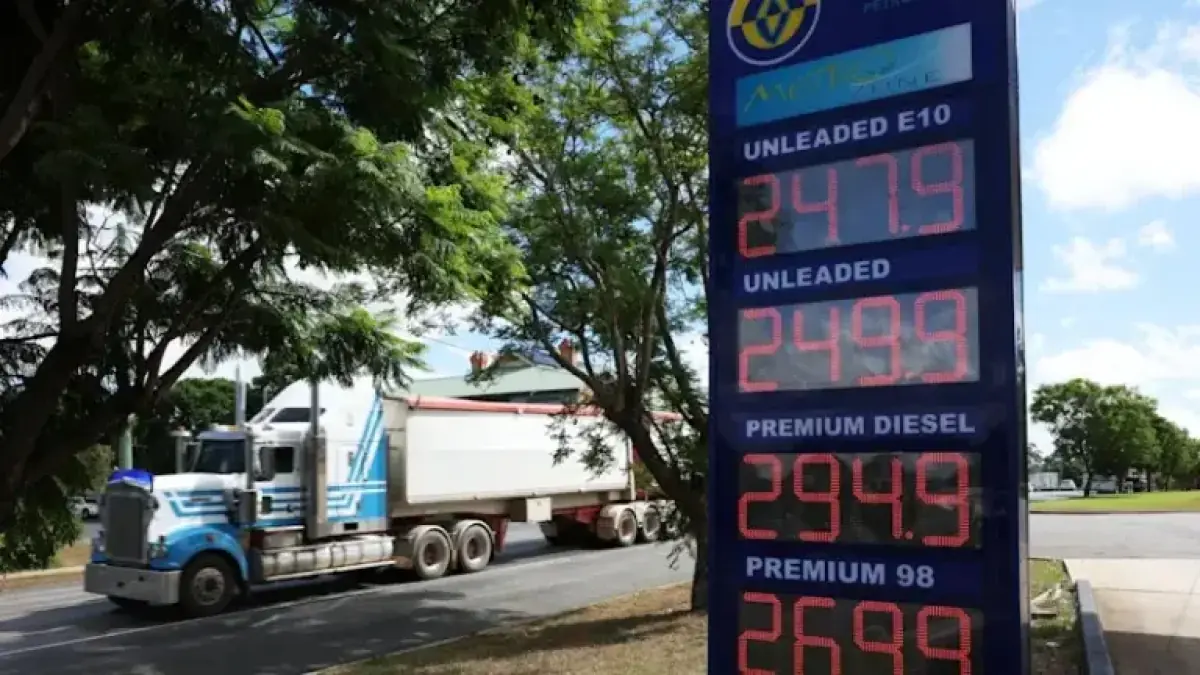 UNLEADED E10
247.9
UNLEADED
249.9
PREMIUM DIESEL
294.9
PREMIUM 98
269.9